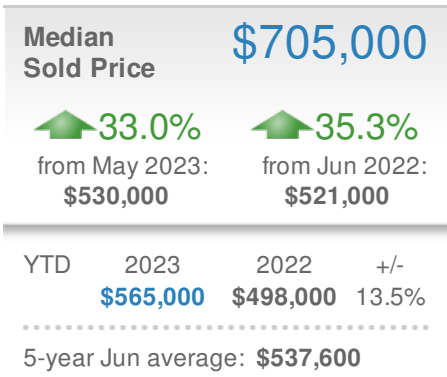 Median $705,000
Sold Price
33.0% 35.3%
from May 2023: from Jun 2022:
$530,000 $521,000
YTD 2023 2022 +/-
$565,000 $498,000 13.5%
5-year Jun average: $537,600